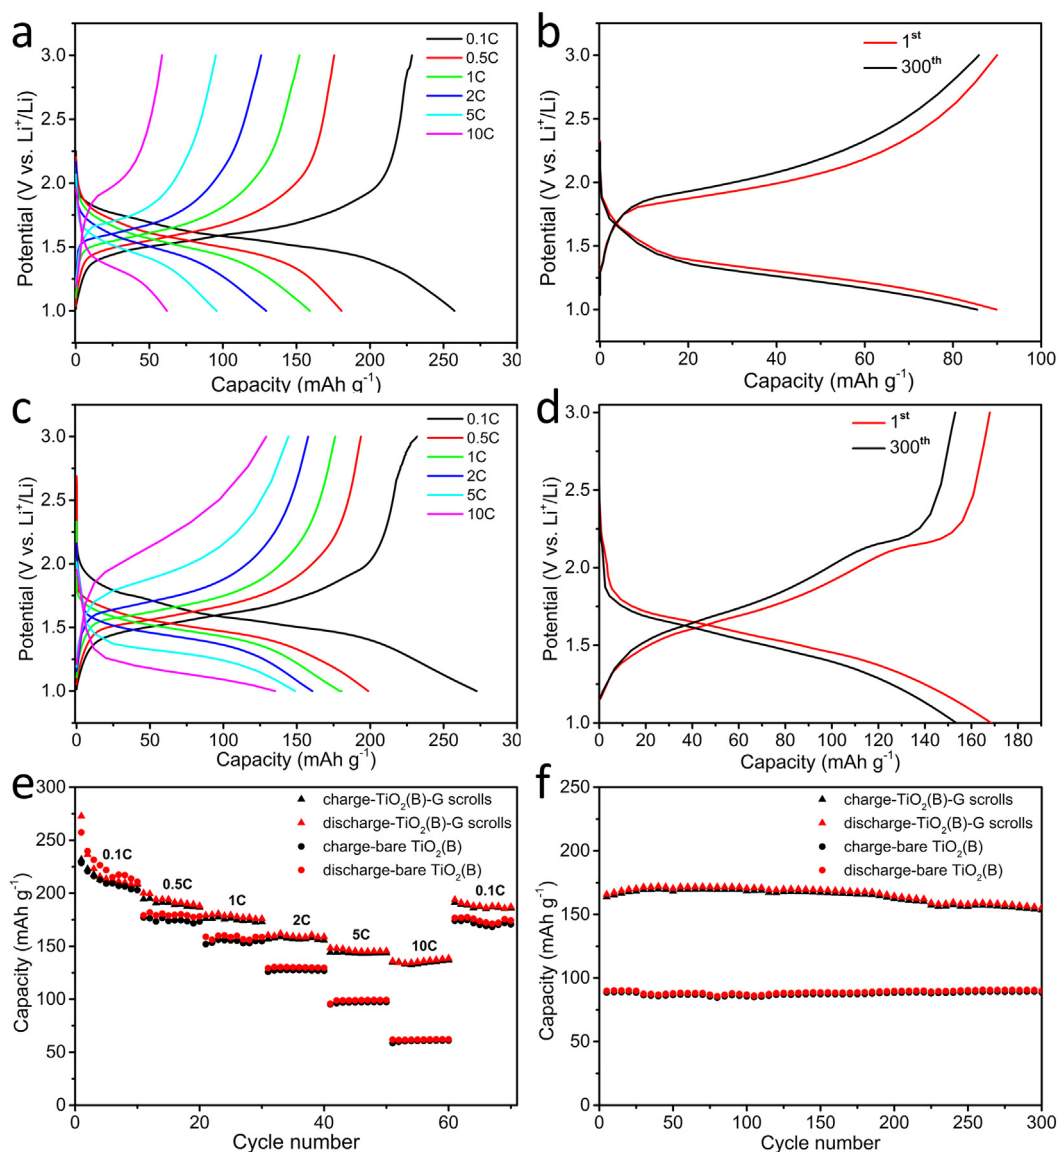 a
0.1C
0.5C
1C
2C
5C
10C
3.0
2.5
2.0
1.5
1.0
Potential (V vs. Li⁺/Li)
0 50 100 150 200 250 30
Capacity (mAh g⁻¹)
b
1ˢᵗ
300ᵗʰ
3.0
2.5
2.0
1.5
1.0
Potential (V vs. Li⁺/Li)
0 20 40 60 80 100
Capacity (mAh g⁻¹)
c
0.1C
0.5C
1C
2C
5C
10C
3.0
2.5
2.0
1.5
1.0
Potential (V vs. Li⁺/Li)
0 50 100 150 200 250 30
Capacity (mAh g⁻¹)
d
1ˢᵗ
300ᵗʰ
3.0
2.5
2.0
1.5
1.0
Potential (V vs. Li⁺/Li)
0 20 40 60 80 100 120 140 160 180
Capacity (mAh g⁻¹)
e
charge-TiO₂(B)-G scrolls
discharge-TiO₂(B)-G scrolls
charge-bare TiO₂(B)
discharge-bare TiO₂(B)
0.1C
0.5C
1C
2C
5C
10C
0.1C
300
250
200
150
100
50
0
Capacity (mAh g⁻¹)
0 20 40 60
Cycle number
f
charge-TiO₂(B)-G scrolls
discharge-TiO₂(B)-G scrolls
charge-bare TiO₂(B)
discharge-bare TiO₂(B)
250
200
150
100
50
0
Capacity (mAh g⁻¹)
0 50 100 150 200 250 300
Cycle number